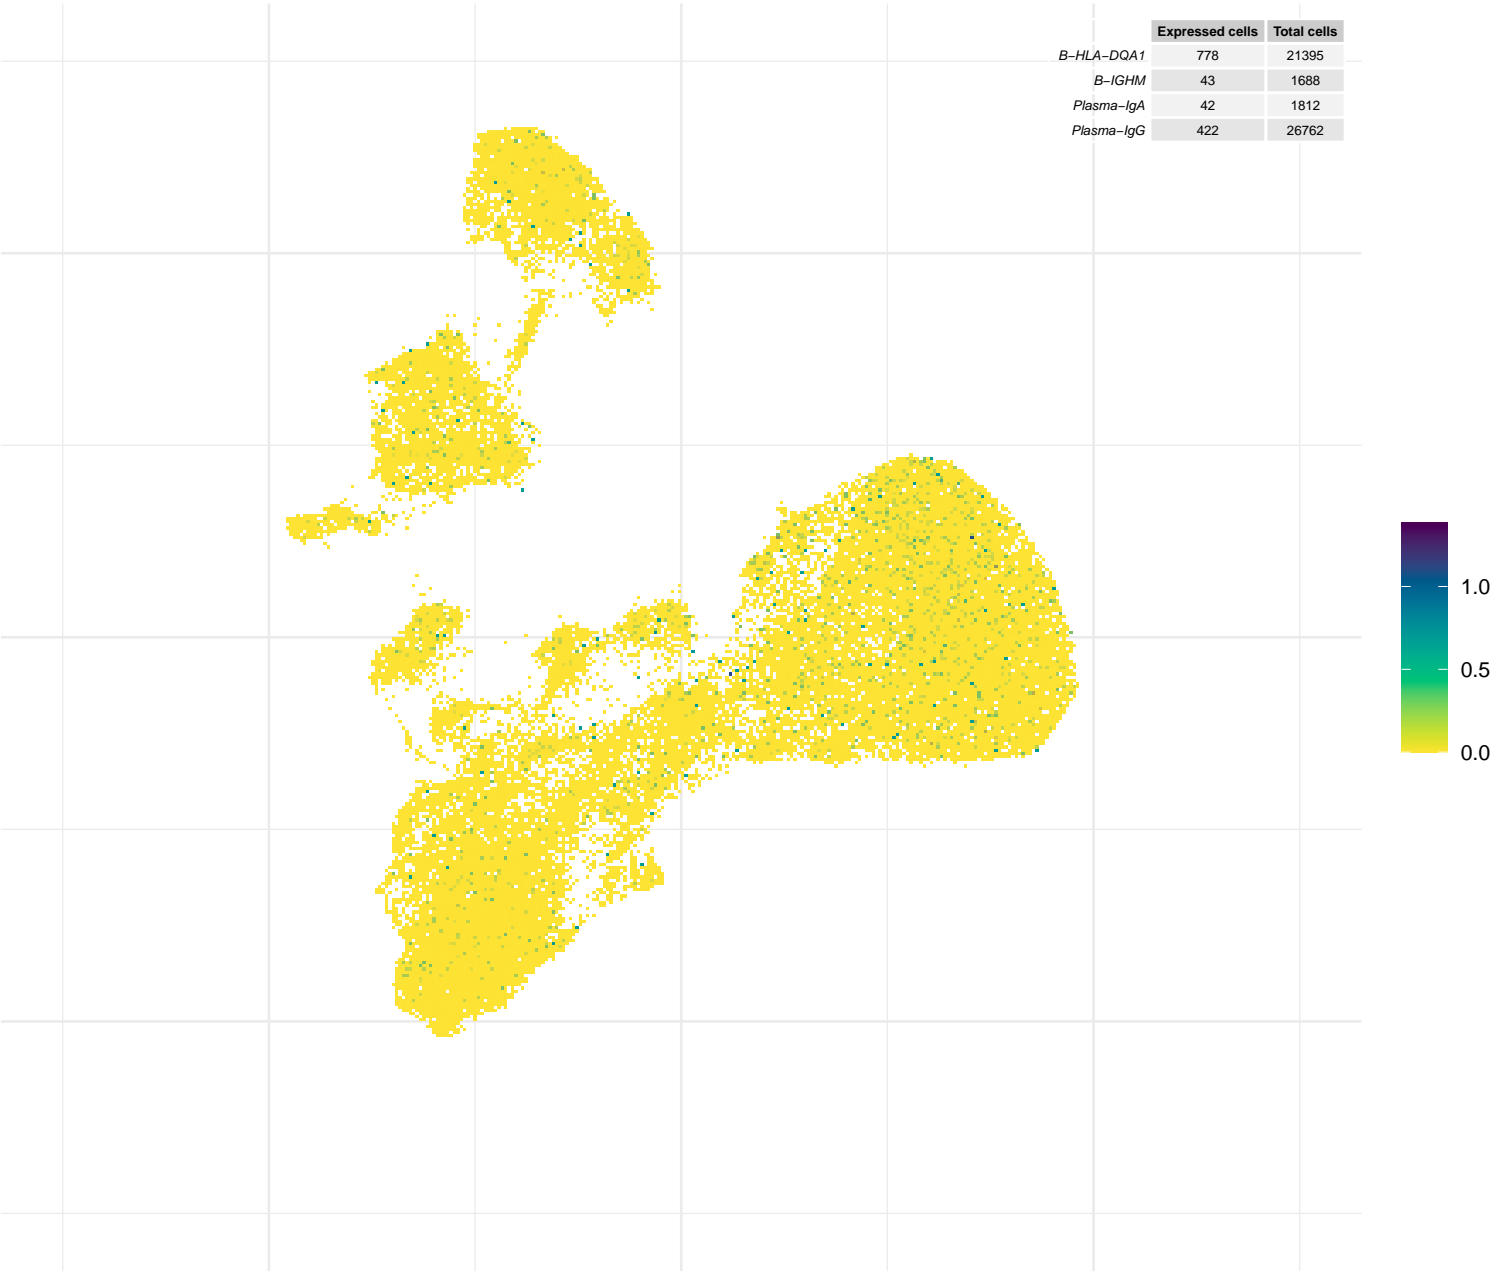 Expressed cells Total cells
B−HLA−DQA1 778 21395
B−IGHM 43 1688
Plasma−IgA 42 1812
Plasma−IgG 422 26762
1.0
0.5
0.0